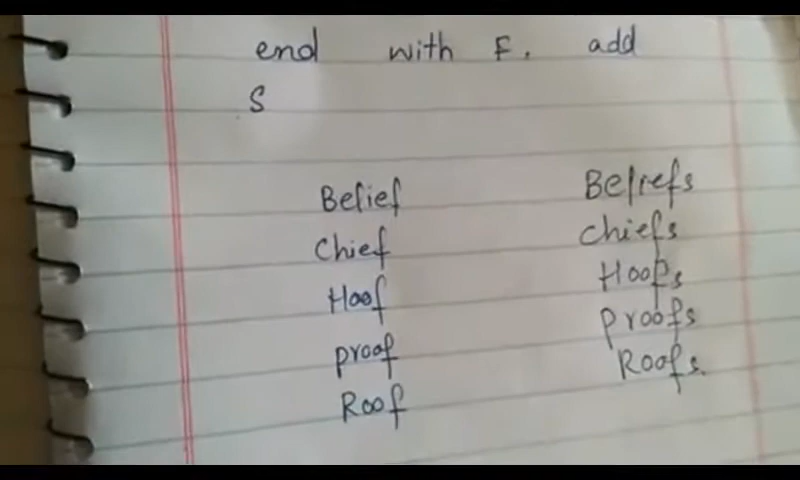 end with F. add
S
Belief Beliefs
Chief chiefs
Hoof Hoofs
proof proofs
Roof Roofs.